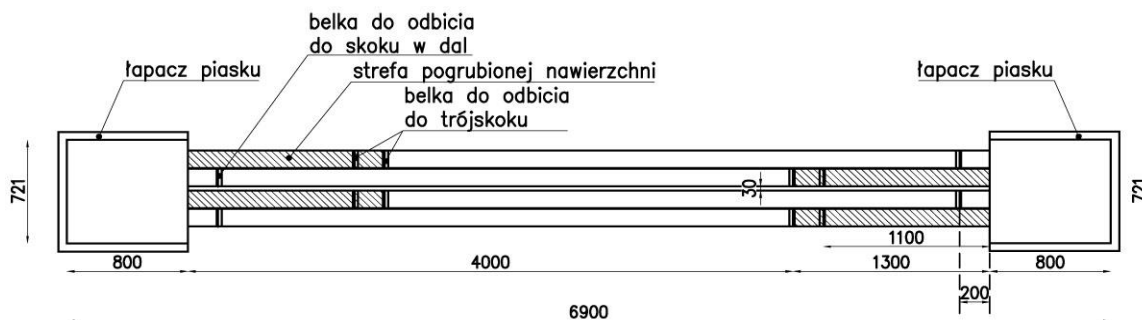 belka do odbicia
do skoku w dal
łapacz piasku
strefa pogrubionej nawierzchni
łapacz piasku
belka do odbicia
do trójskoku
721
30
721
1100
800
4000
1300
800
200
6900